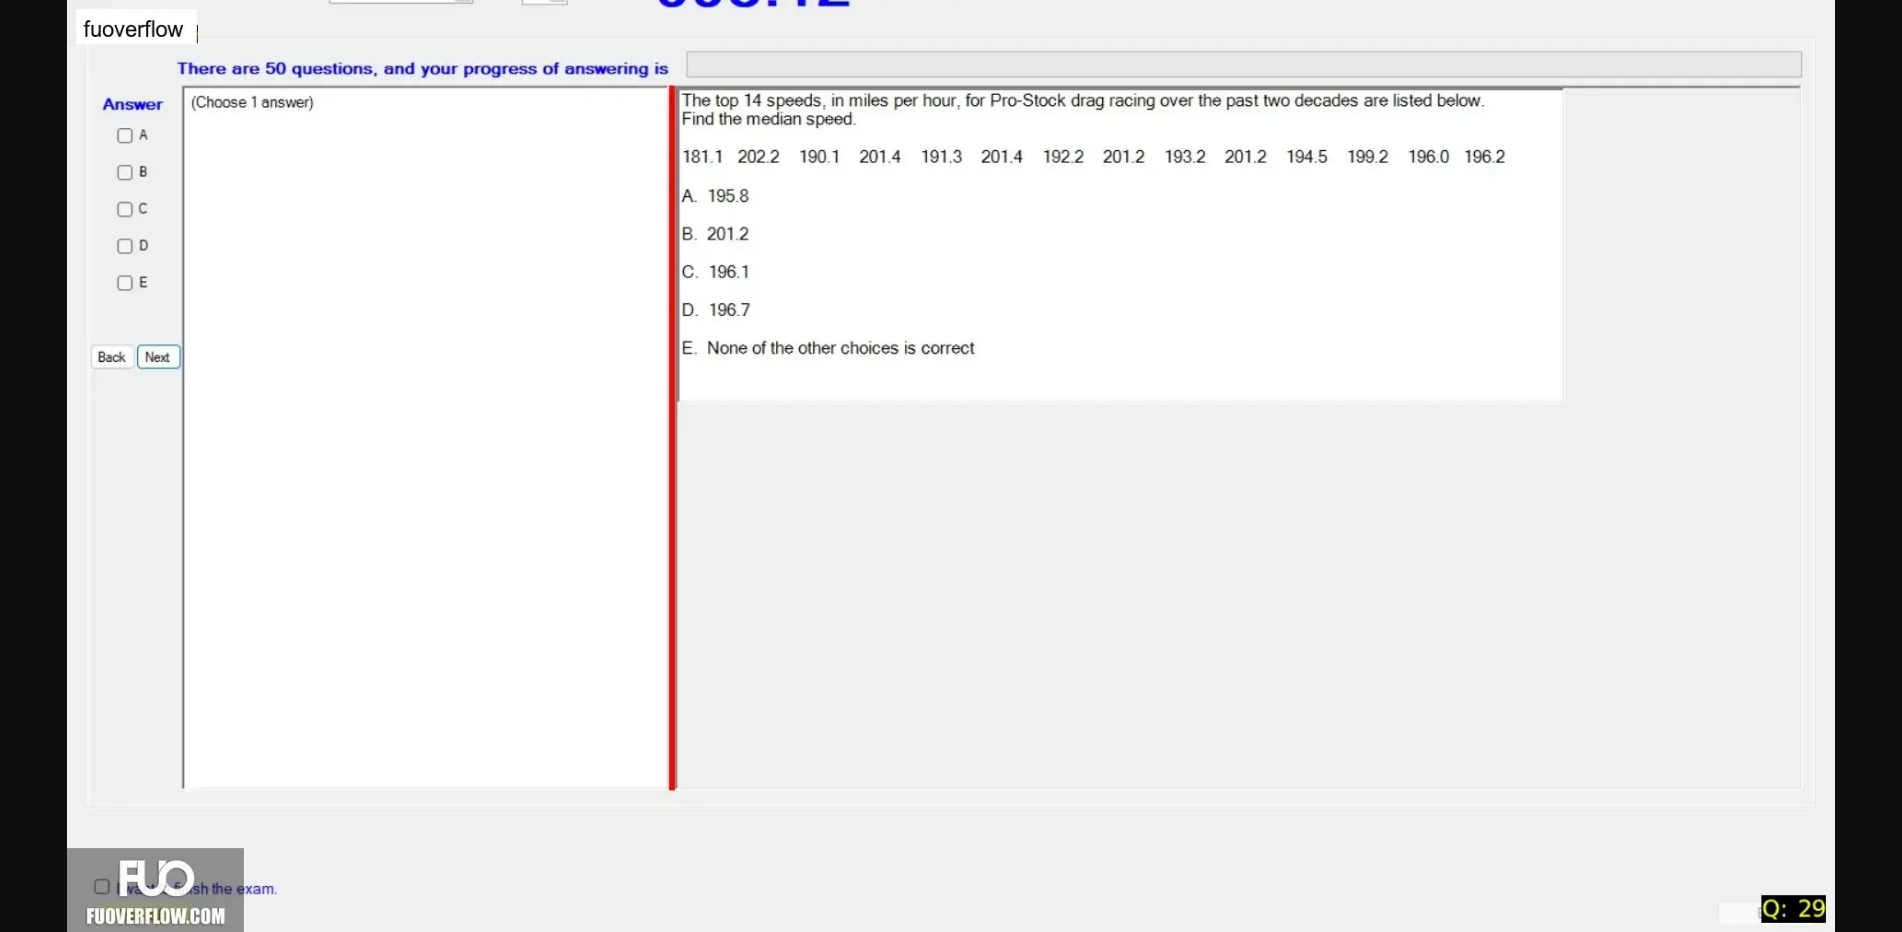 fuoverflow
There are 50 questions, and your progress of answering is
Answer
(Choose 1 answer)
A
B
C
D
E
Back Next
The top 14 speeds, in miles per hour, for Pro-Stock drag racing over the past two decades are listed below.
Find the median speed.
181.1 202.2 190.1 201.4 191.3 201.4 192.2 201.2 193.2 201.2 194.5 199.2 196.0 196.2
A. 195.8
B. 201.2
C. 196.1
D. 196.7
E. None of the other choices is correct
FUO
the exam.
FUOVERFLOW.COM
Q: 29